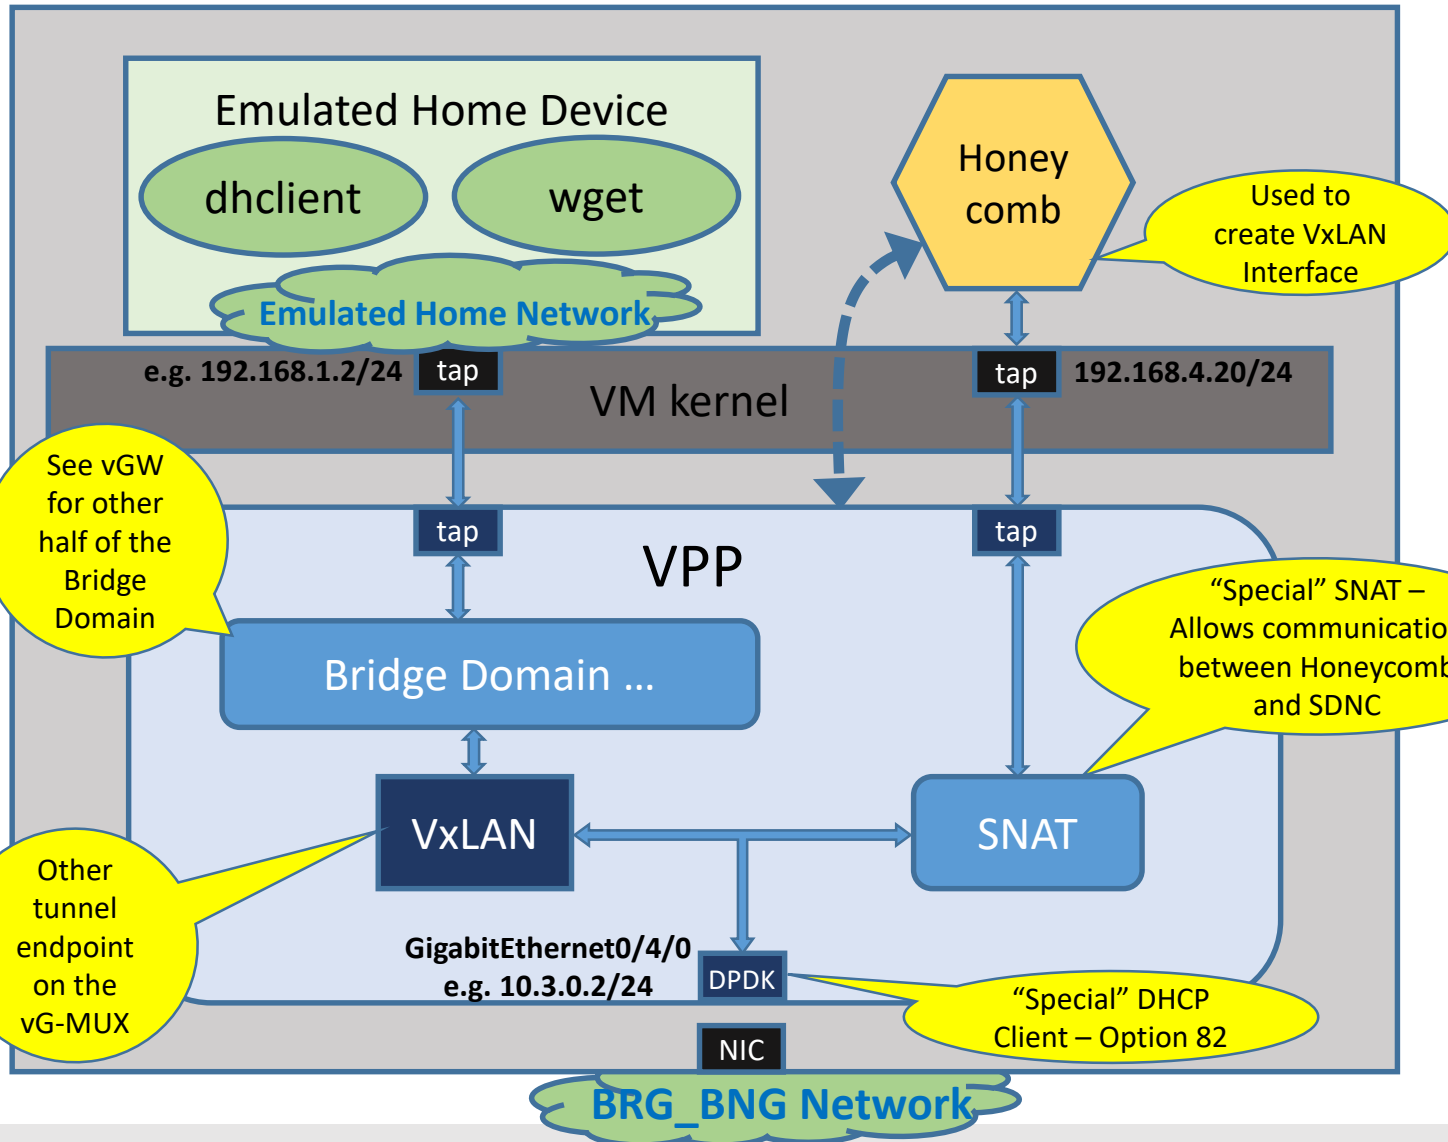 Emulated Home Device
dhclient
wget
Emulated Home Network
Honey
comb
Used to
create VxLAN
Interface
e.g. 192.168.1.2/24
tap
VM kernel
tap
192.168.4.20/24
See vGW
for other
half of the
Bridge
Domain
tap
VPP
tap
Bridge Domain ...
“Special” SNAT –
Allows communicatio
between Honeycomb
and SDNC
VxLAN
SNAT
Other
tunnel
endpoint
on the
vG-MUX
GigabitEthernet0/4/0
e.g. 10.3.0.2/24
DPDK
“Special” DHCP
Client – Option 82
NIC
BRG_BNG Network